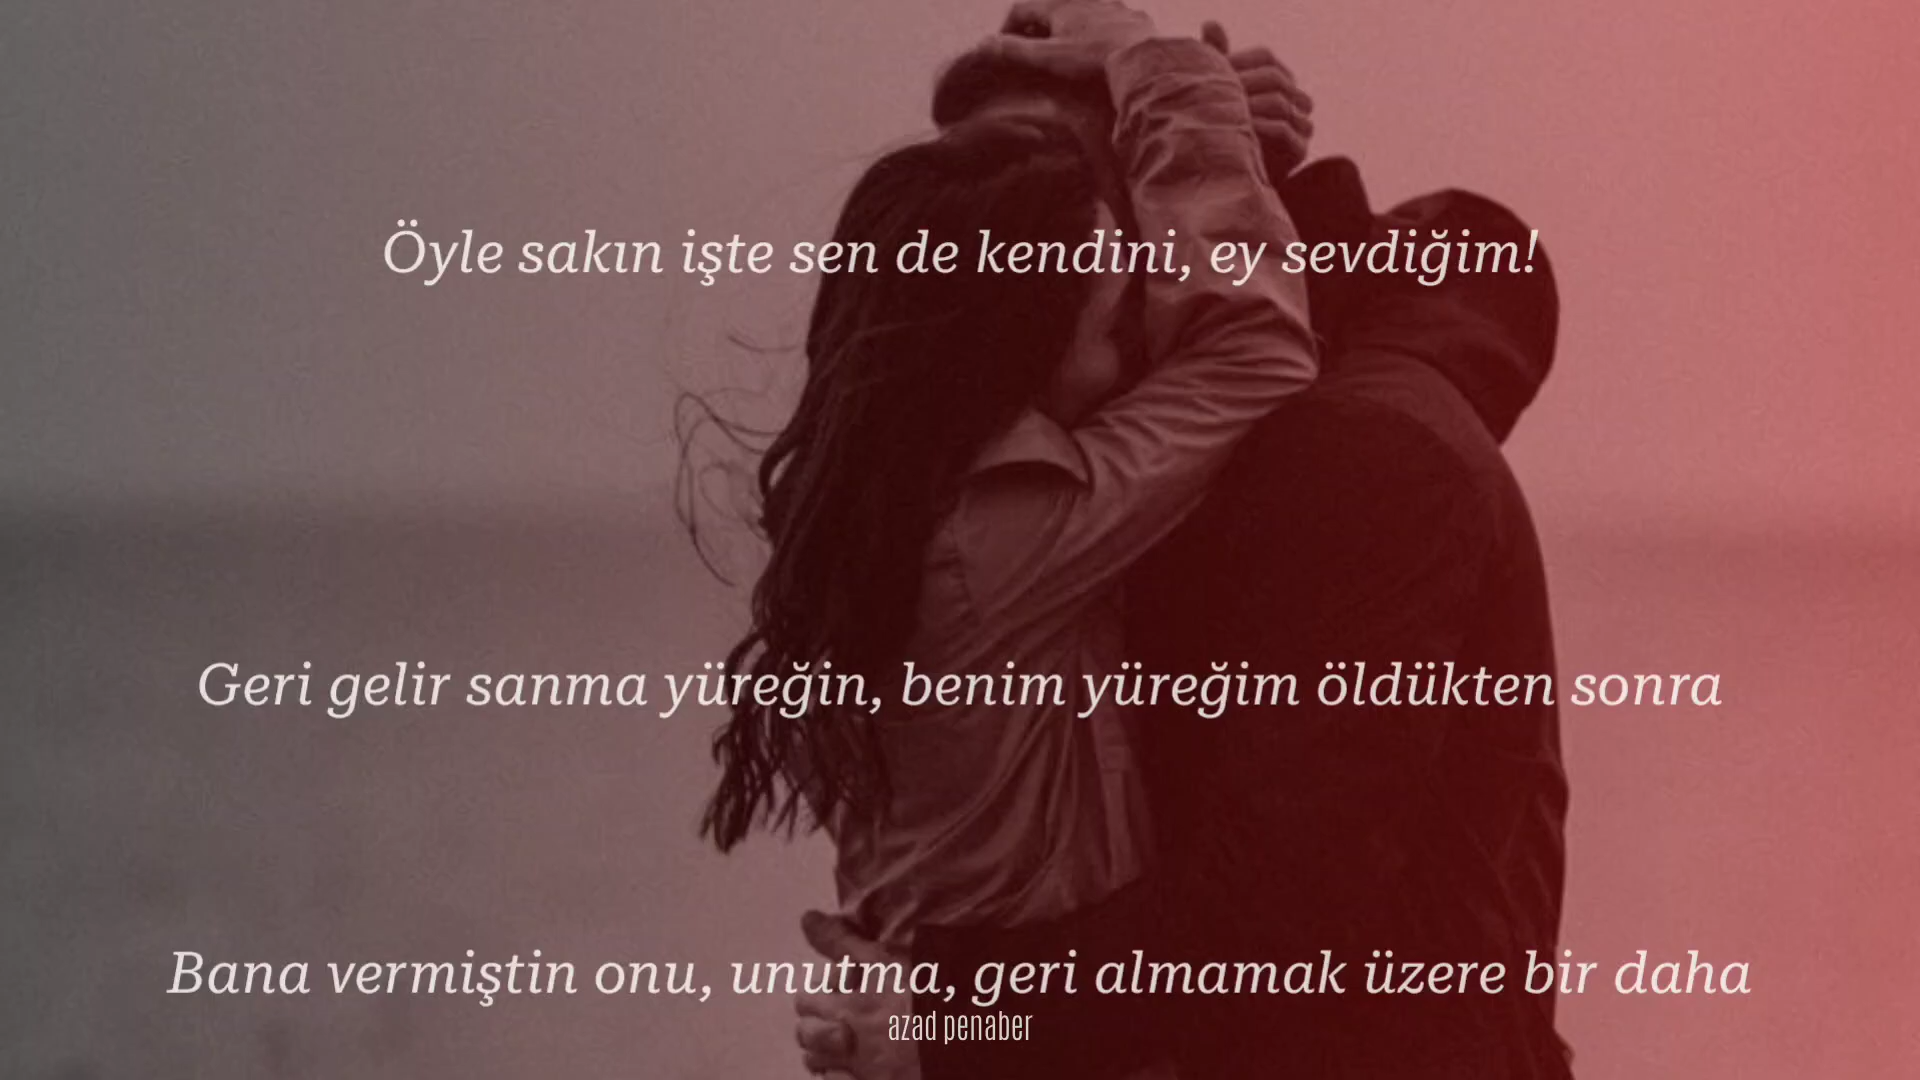 Öyle sakın işte sen de kendini, ey sevdiğim!
Geri gelir sanma yüreğin, benim yüreğim öldükten sonra
Bana vermiştin onu, unutma, geri almamak üzere bir daha
azad penaber